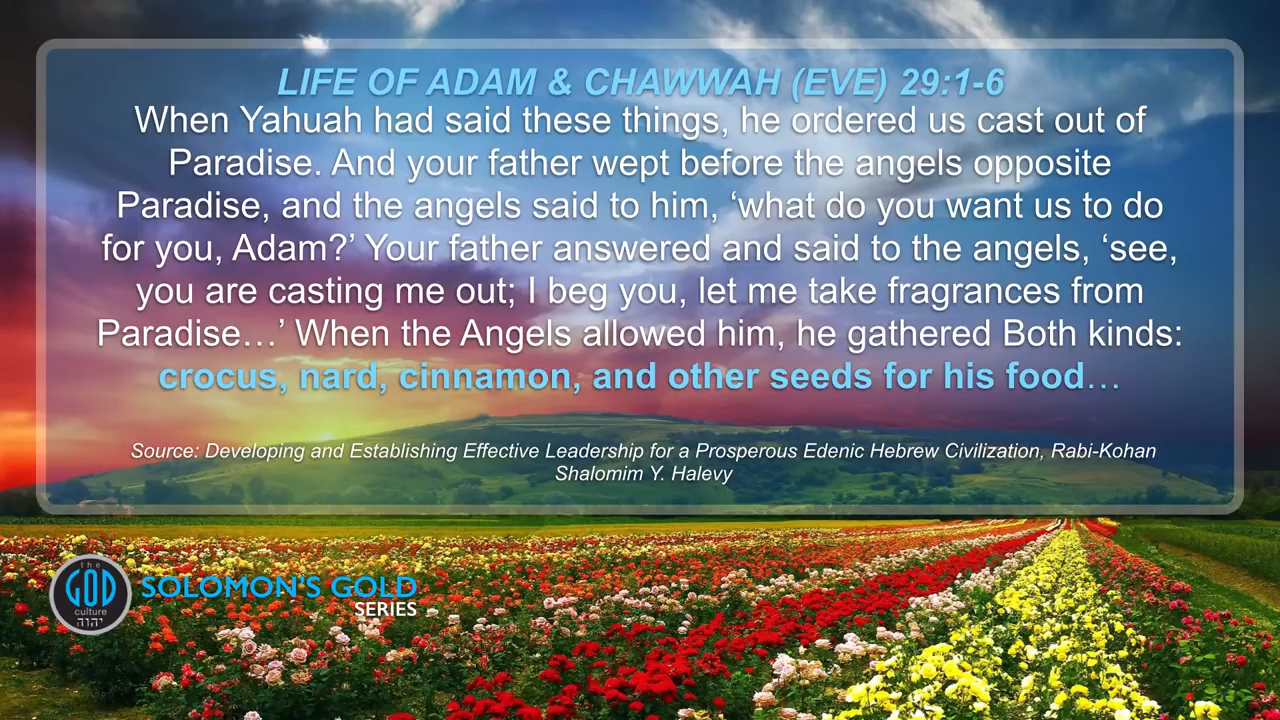 LIFE OF ADAM & CHAWWAH (EVE) 29:1-6
When Yahuah had said these things, he ordered us cast out of
Paradise. And your father wept before the angels opposite
Paradise, and the angels said to him, ‘what do you want us to do
for you, Adam?’ Your father answered and said to the angels, ‘see,
you are casting me out; I beg you, let me take fragrances from
Paradise…’ When the Angels allowed him, he gathered Both kinds:
crocus, nard, cinnamon, and other seeds for his food…
Source: Developing and Establishing Effective Leadership for a Prosperous Edenic Hebrew Civilization, Rabi-Kohan
Shalomim Y. Halevy
the
GOD
culture
יהוה
SOLOMON'S GOLD
SERIES